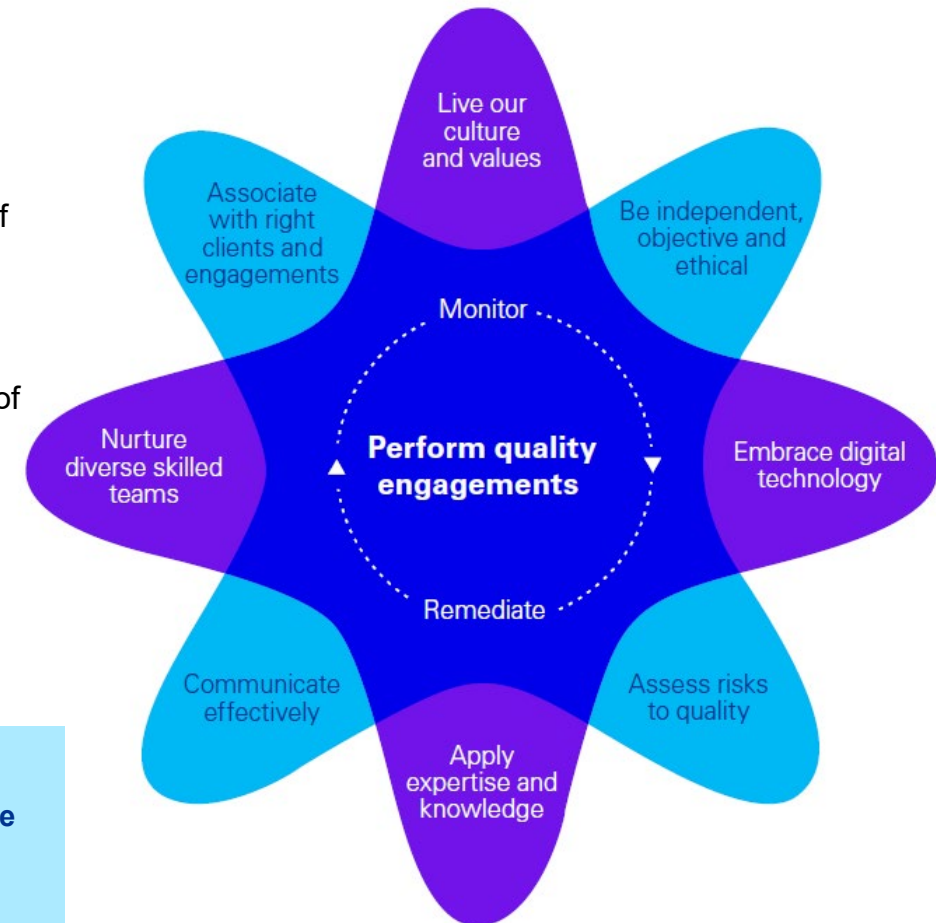 Live our
culture
and values
Associate
with right
clients and
engagements
Be independent,
objective and
ethical
f
Monitor
of
Nurture
diverse skilled
teams
Perform quality
engagements
Embrace digital
technology
Remediate
Communicate
effectively
Assess risks
to quality
Apply
expertise and
knowledge
e